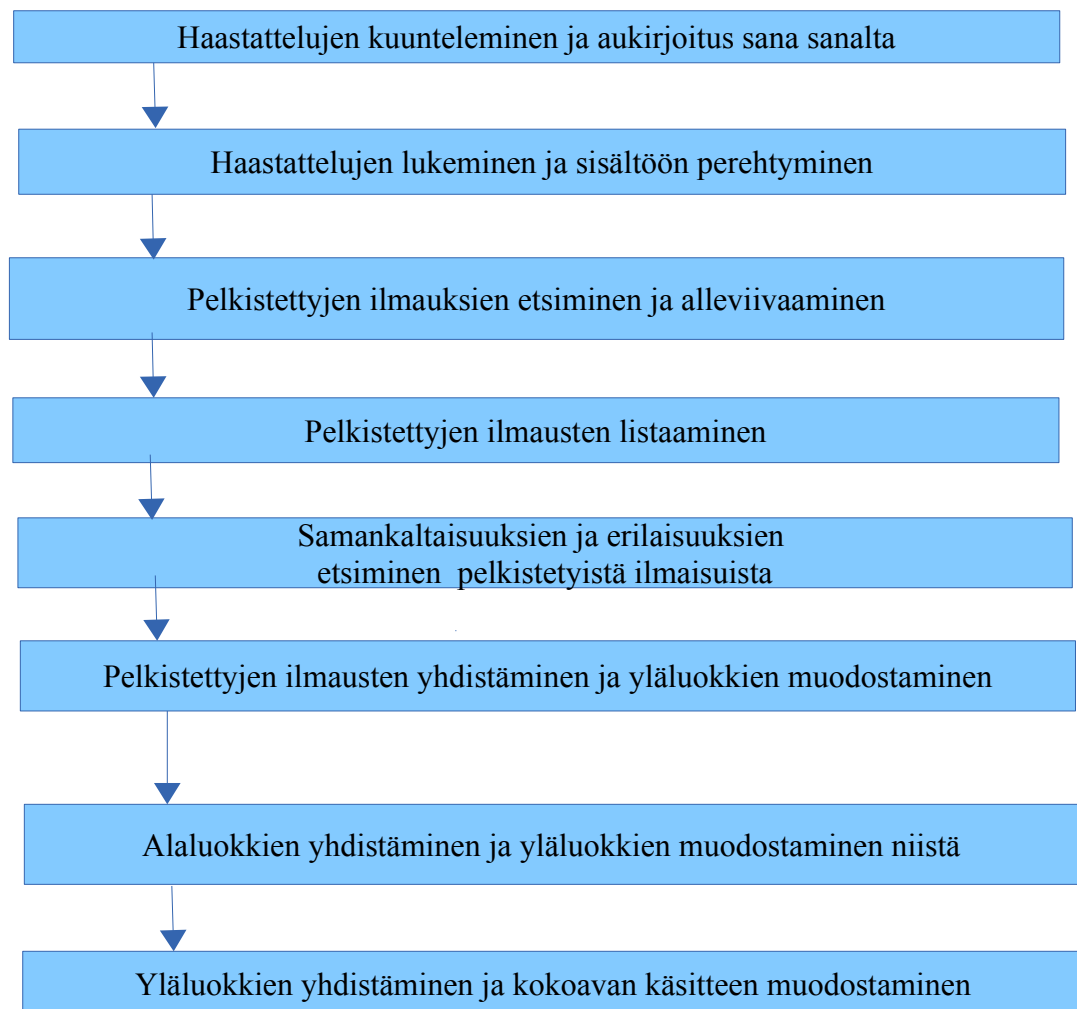 Haastattelujen kuunteleminen ja aukirjoitus sana sanalta
Haastattelujen lukeminen ja sisältöön perehtyminen
Pelkistettyjen ilmauksien etsiminen ja alleviivaaminen
Pelkistettyjen ilmausten listaaminen
Samankaltaisuuksien ja erilaisuuksien
etsiminen pelkistetyistä ilmaisuista
Pelkistettyjen ilmausten yhdistäminen ja yläluokkien muodostaminen
Alaluokkien yhdistäminen ja yläluokkien muodostaminen niistä
Yläluokkien yhdistäminen ja kokoavan käsitteen muodostaminen